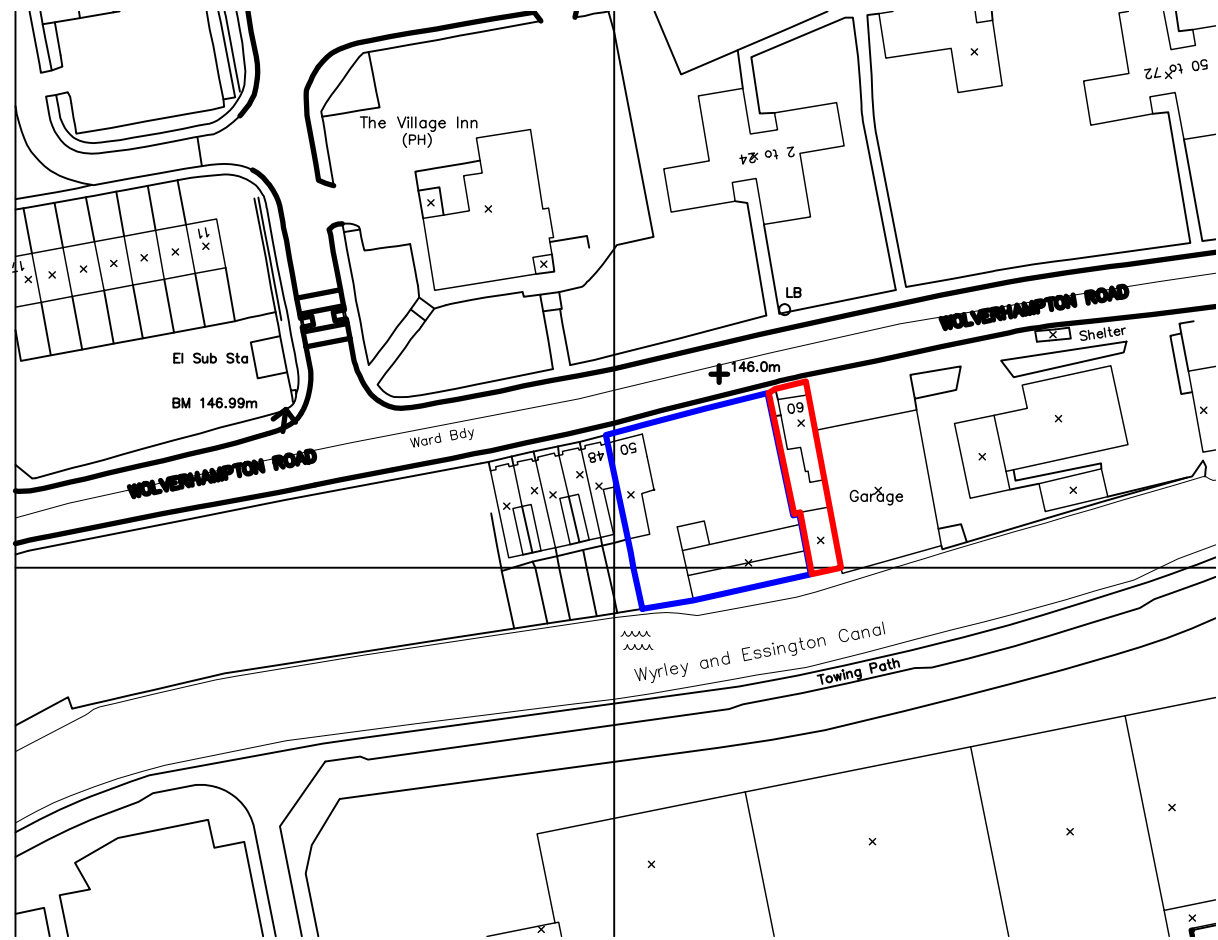 50 to 72
The Village Inn
(PH)
2 to 24
11
17
LB
WOLVERHAMPTON ROAD
Shelter
El Sub Sta
146.0m
BM 146.99m
60
Ward Bdy
48
50
WOLVERHAMPTON ROAD
Garage
Wyrley and Essington Canal
Towing Path